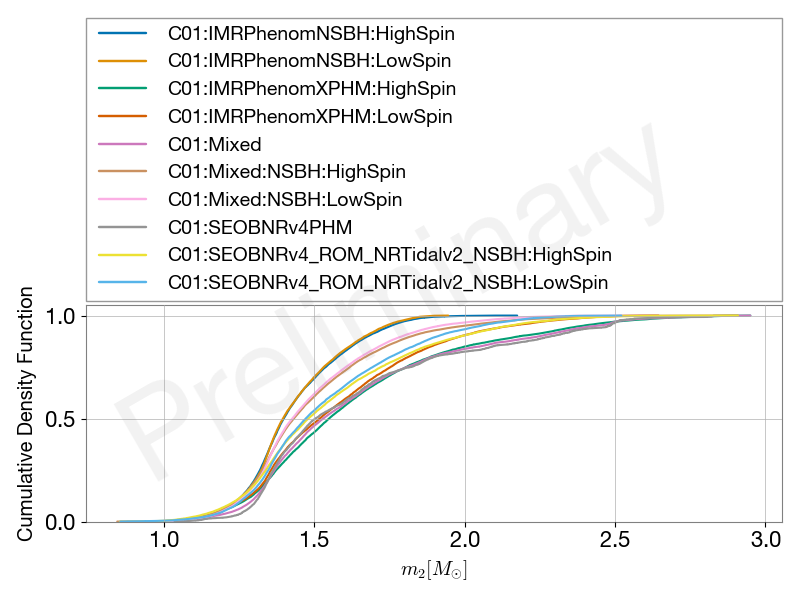 C01:IMRPhenomNSBH:HighSpin
C01:IMRPhenomNSBH:LowSpin
C01:IMRPhenomXPHM:HighSpin
C01:IMRPhenomXPHM:LowSpin
C01:Mixed
C01:Mixed:NSBH:HighSpin
C01:Mixed:NSBH:LowSpin
C01:SEOBNRv4PHM
C01:SEOBNRv4_ROM_NRTidalv2_NSBH:HighSpin
C01:SEOBNRv4_ROM_NRTidalv2_NSBH:LowSpin
Preliminary
Cumulative Density Function
1.0
0.5
0.0
1.0 1.5 2.0 2.5 3.0
m₂[M☉]